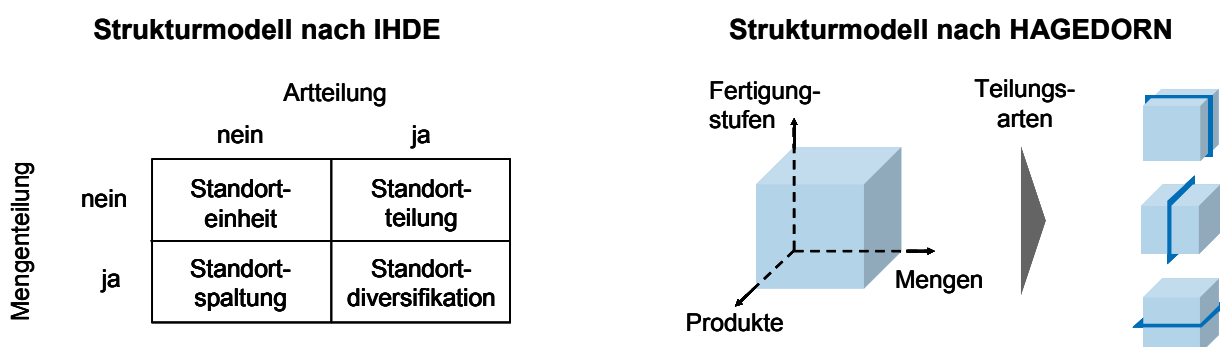 Strukturmodell nach IHDE
Artteilung
nein
ja
Mengenteilung
nein
Standort-
einheit
Standort-
teilung
ja
Standort-
spaltung
Standort-
diversifikation
Strukturmodell nach HAGEDORN
Fertigung-
stufen
Mengen
Produkte
Teilungs-
arten